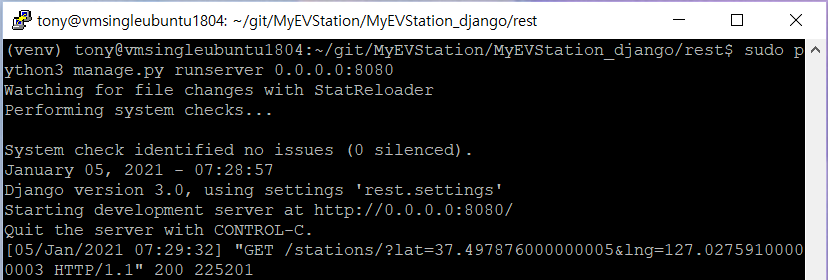 tony@vmsingleubuntu1804: ~/git/MyEVStation/MyEVStation_django/rest
(venv) tony@vmsingleubuntu1804:~/git/MyEVStation/MyEVStation_django/rest$ sudo p
ython3 manage.py runserver 0.0.0.0:8080
Watching for file changes with StatReloader
Performing system checks...

System check identified no issues (0 silenced).
January 05, 2021 - 07:28:57
Django version 3.0, using settings 'rest.settings'
Starting development server at http://0.0.0.0:8080/
Quit the server with CONTROL-C.
[05/Jan/2021 07:29:32] "GET /stations/?lat=37.497876000000005&lng=127.0275910000
0003 HTTP/1.1" 200 225201